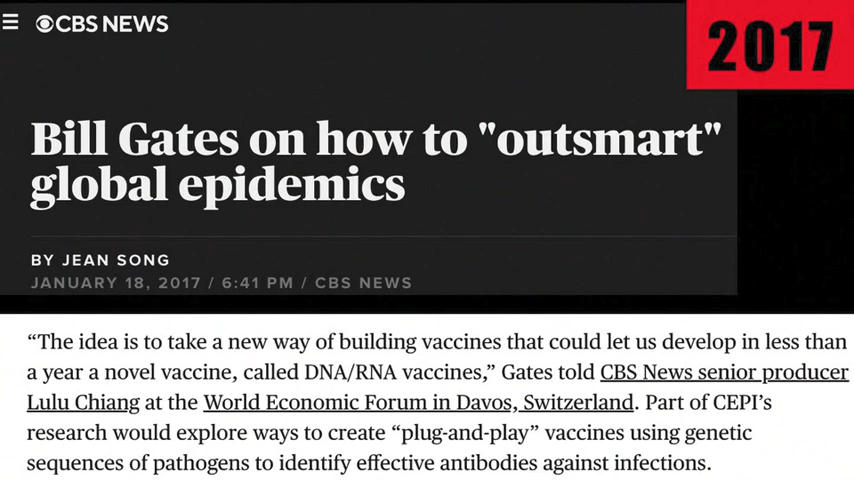 CBS NEWS
2017
Bill Gates on how to "outsmart"
global epidemics
BY JEAN SONG
JANUARY 18, 2017 / 6:41 PM / CBS NEWS
“The idea is to take a new way of building vaccines that could let us develop in less than
a year a novel vaccine, called DNA/RNA vaccines,” Gates told CBS News senior producer
Lulu Chiang at the World Economic Forum in Davos, Switzerland. Part of CEPI’s
research would explore ways to create “plug-and-play” vaccines using genetic
sequences of pathogens to identify effective antibodies against infections.